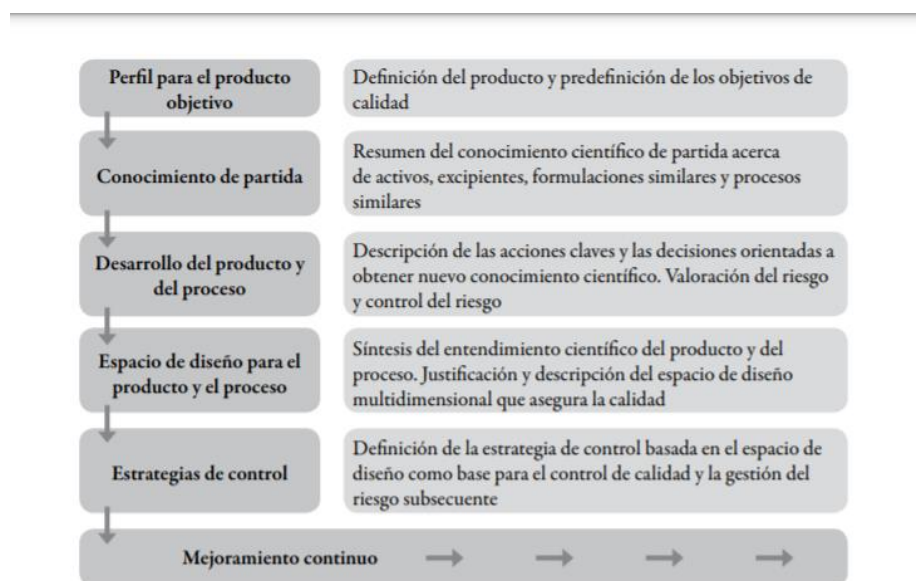 Perfil para el producto
objetivo
Definición del producto y predefinición de los objetivos de
calidad
Conocimiento de partida
Resumen del conocimiento científico de partida acerca
de activos, excipientes, formulaciones similares y procesos
similares
Desarrollo del producto y
del proceso
Descripción de las acciones claves y las decisiones orientadas a
obtener nuevo conocimiento científico. Valoración del riesgo
y control del riesgo
Espacio de diseño para el
producto y el proceso
Síntesis del entendimiento científico del producto y del
proceso. Justificación y descripción del espacio de diseño
multidimensional que asegura la calidad
Estrategias de control
Definición de la estrategia de control basada en el espacio de
diseño como base para el control de calidad y la gestión del
riesgo subsecuente
Mejoramiento continuo